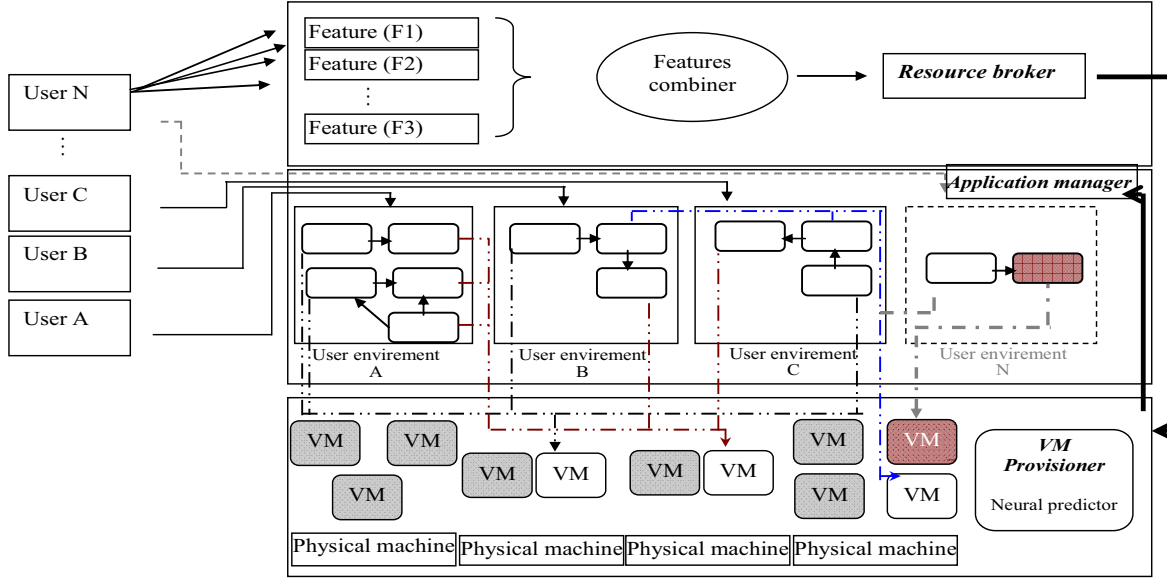 Feature (F1)
Feature (F2)
⋮
Feature (F3)
Features
combiner
Resource broker
User N
⋮
User C
User B
User A
Application manager
User envirement
A
User envirement
B
User envirement
C
User envirement
N
VM
VM
VM
VM
VM
VM
VM
VM
VM
VM
VM
VM
Provisioner
Neural predictor
Physical machine
Physical machine
Physical machine
Physical machine